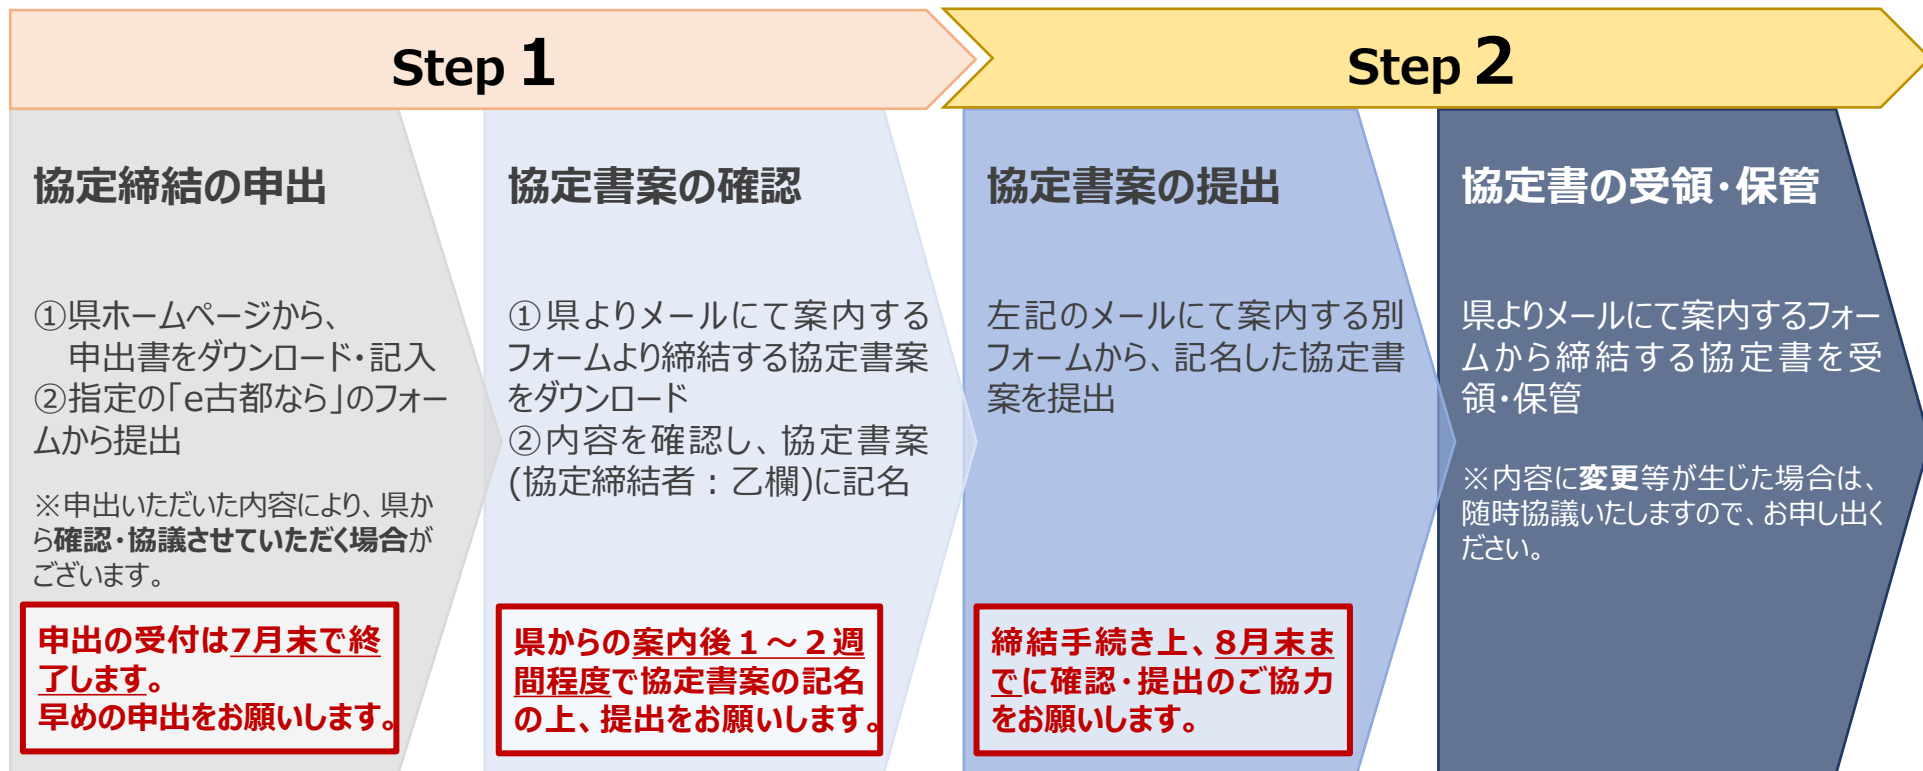 Step 1
Step 2
協定締結の申出
①県ホームページから、
申出書をダウンロード・記入
②指定の「e古都なら」のフォー
ムから提出
※申出いただいた内容により、県か
ら確認・協議させていただく場合が
ございます。
申出の受付は7月末で終
了します。
早めの申出をお願いします。
協定書案の確認
①県よりメールにて案内する
フォームより締結する協定書案
をダウンロード
②内容を確認し、協定書案
(協定締結者：乙欄)に記名
県からの案内後１～２週
間程度で協定書案の記名
の上、提出をお願いします。
協定書案の提出
左記のメールにて案内する別
フォームから、記名した協定書
案を提出
締結手続き上、8月末ま
でに確認・提出のご協力
をお願いします。
協定書の受領・保管
県よりメールにて案内するフォー
ムから締結する協定書を受
領・保管
※内容に変更等が生じた場合は、
随時協議いたしますので、お申し出く
ださい。